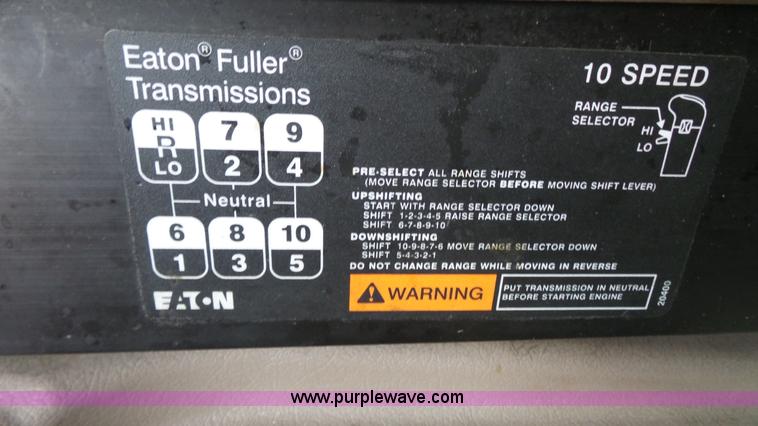 Eaton® Fuller®
Transmissions
10 SPEED
RANGE
SELECTOR
HI
LO
HI
R
LO
7
2
9
4
Neutral
6
1
8
3
10
5
PRE-SELECT ALL RANGE SHIFTS
(MOVE RANGE SELECTOR BEFORE MOVING SHIFT LEVER)
UPSHIFTING
START WITH RANGE SELECTOR DOWN
SHIFT 1-2-3-4-5 RAISE RANGE SELECTOR
SHIFT 6-7-8-9-10
DOWNSHIFTING
SHIFT 10-9-8-7-6 MOVE RANGE SELECTOR DOWN
SHIFT 5-4-3-2-1
DO NOT CHANGE RANGE WHILE MOVING IN REVERSE
EATON
WARNING
PUT TRANSMISSION IN NEUTRAL
BEFORE STARTING ENGINE
20400
www.purplewave.com